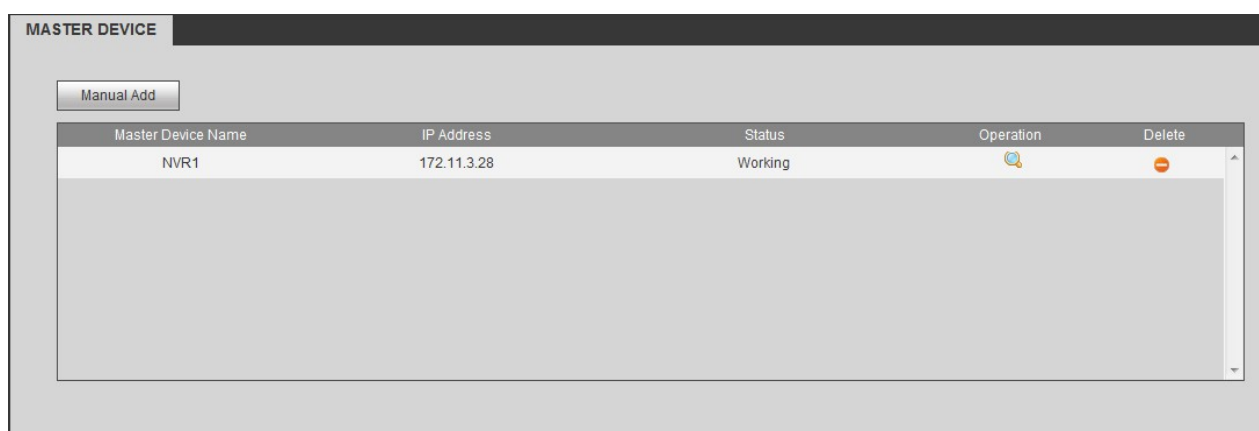 MASTER DEVICE
Manual Add
Master Device Name IP Address Status Operation Delete
NVR1 172.11.3.28 Working